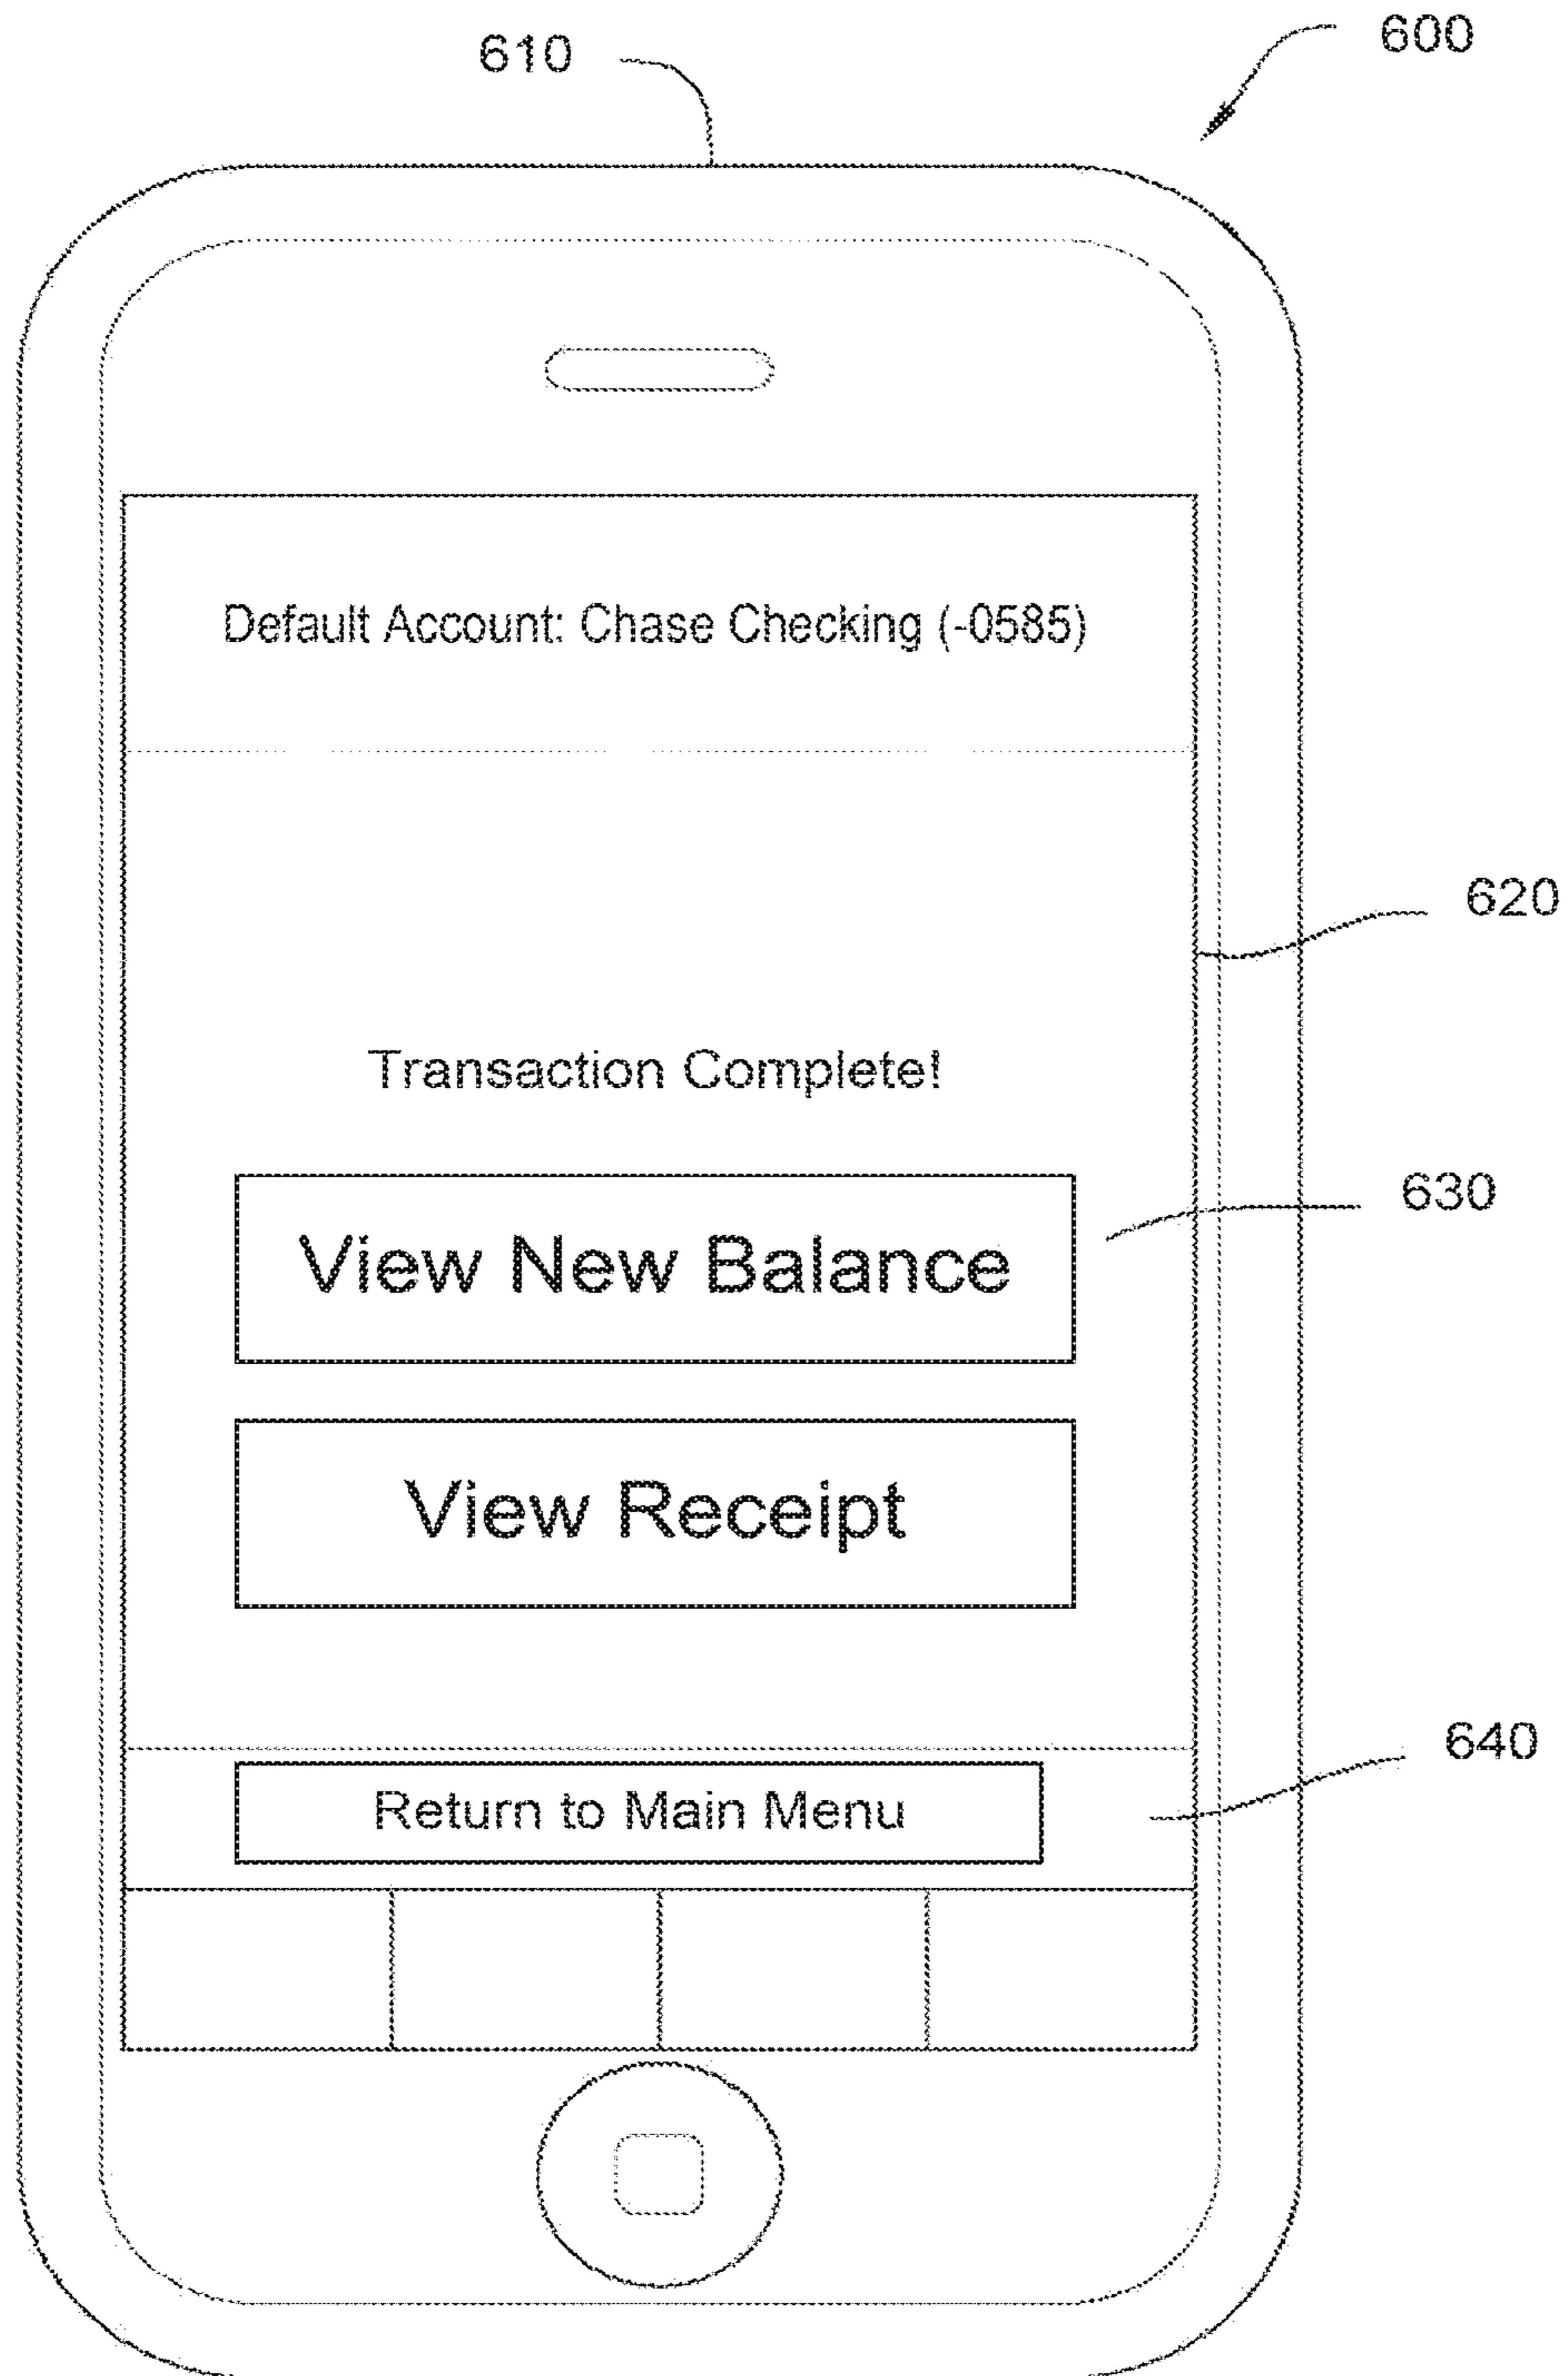 610
600
Default Account: Chase Checking (-0585)
620
Transaction Complete!
630
View New Balance
View Receipt
640
Return to Main Menu